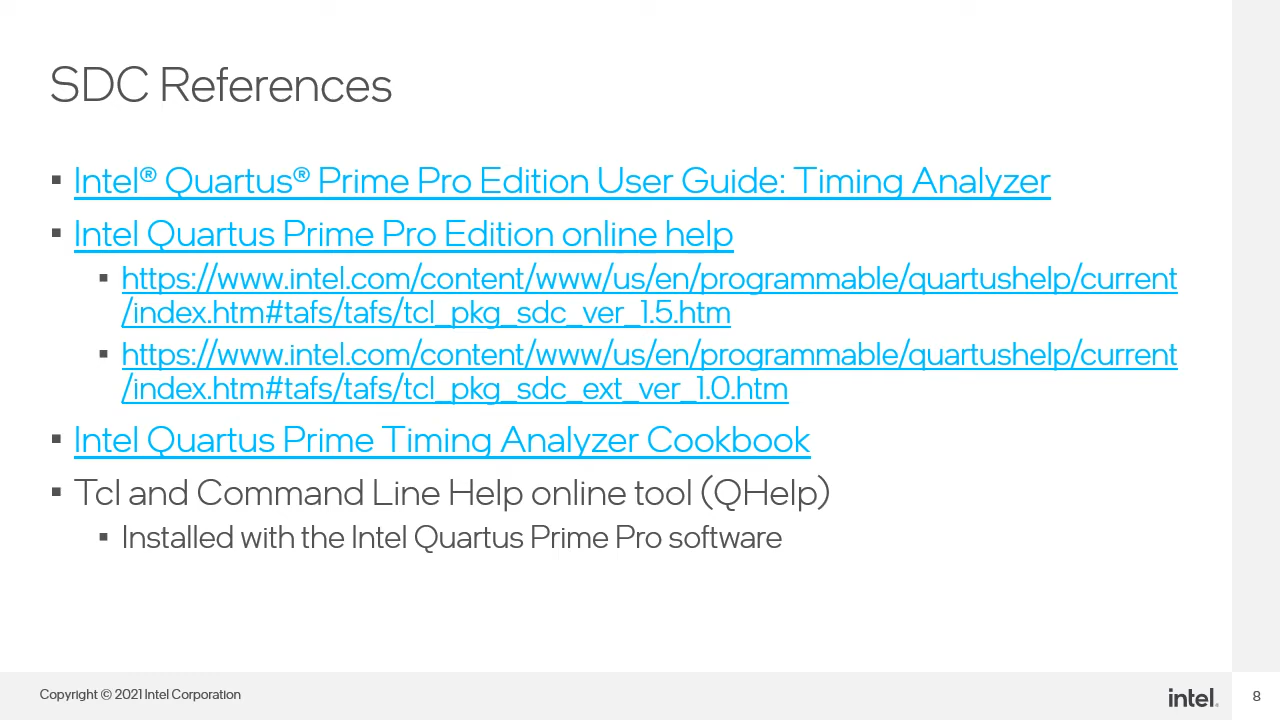 SDC References
▪ Intel® Quartus® Prime Pro Edition User Guide: Timing Analyzer
▪ Intel Quartus Prime Pro Edition online help
▪ https://www.intel.com/content/www/us/en/programmable/quartushelp/current
/index.htm#tafs/tafs/tcl_pkg_sdc_ver_1.5.htm
▪ https://www.intel.com/content/www/us/en/programmable/quartushelp/current
/index.htm#tafs/tafs/tcl_pkg_sdc_ext_ver_1.0.htm
▪ Intel Quartus Prime Timing Analyzer Cookbook
▪ Tcl and Command Line Help online tool (QHelp)
▪ Installed with the Intel Quartus Prime Pro software
Copyright © 2021 Intel Corporation
intel.
8